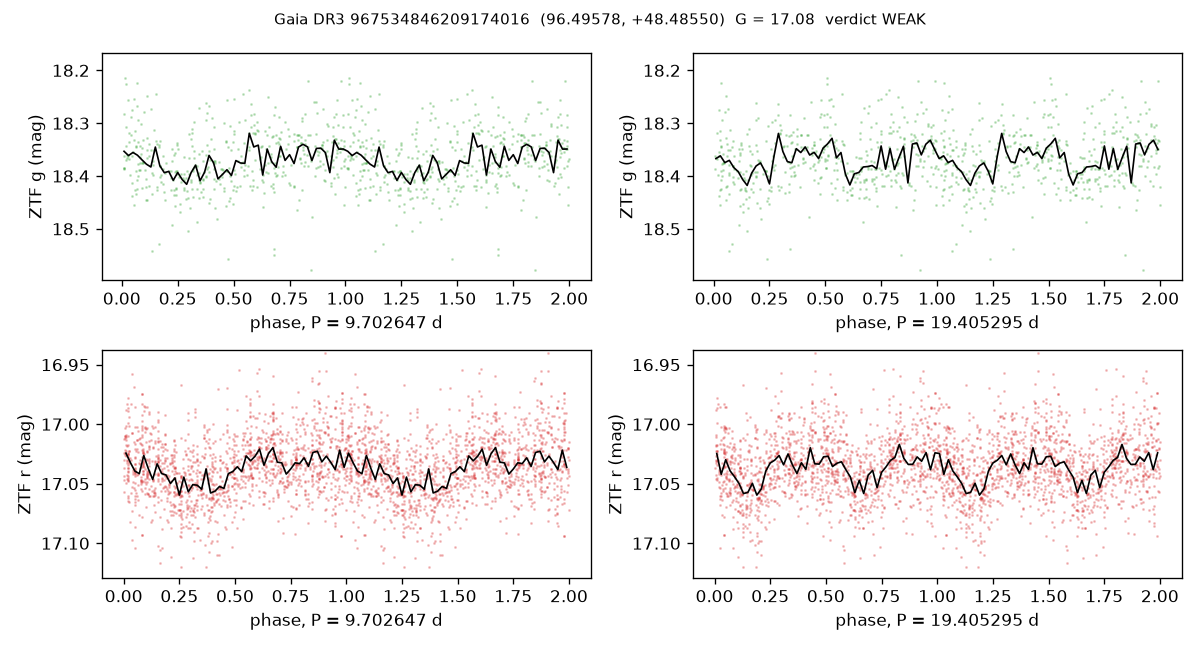 Gaia DR3 967534846209174016  (96.49578, +48.48550)  G = 17.08  verdict WEAK
ZTF g (mag)
18.2
18.3
18.4
18.5
0.00 0.25 0.50 0.75 1.00 1.25 1.50 1.75 2.00
phase, P = 9.702647 d
ZTF g (mag)
18.2
18.3
18.4
18.5
0.00 0.25 0.50 0.75 1.00 1.25 1.50 1.75 2.00
phase, P = 19.405295 d
ZTF r (mag)
16.95
17.00
17.05
17.10
0.00 0.25 0.50 0.75 1.00 1.25 1.50 1.75 2.00
phase, P = 9.702647 d
ZTF r (mag)
16.95
17.00
17.05
17.10
0.00 0.25 0.50 0.75 1.00 1.25 1.50 1.75 2.00
phase, P = 19.405295 d